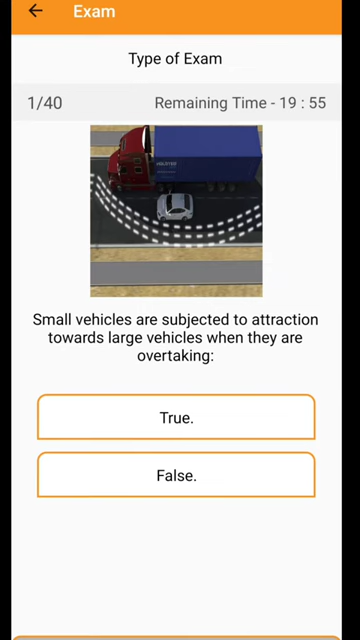 Exam
Type of Exam
1/40
Remaining Time - 19 : 55
Small vehicles are subjected to attraction
towards large vehicles when they are
overtaking:
True.
False.